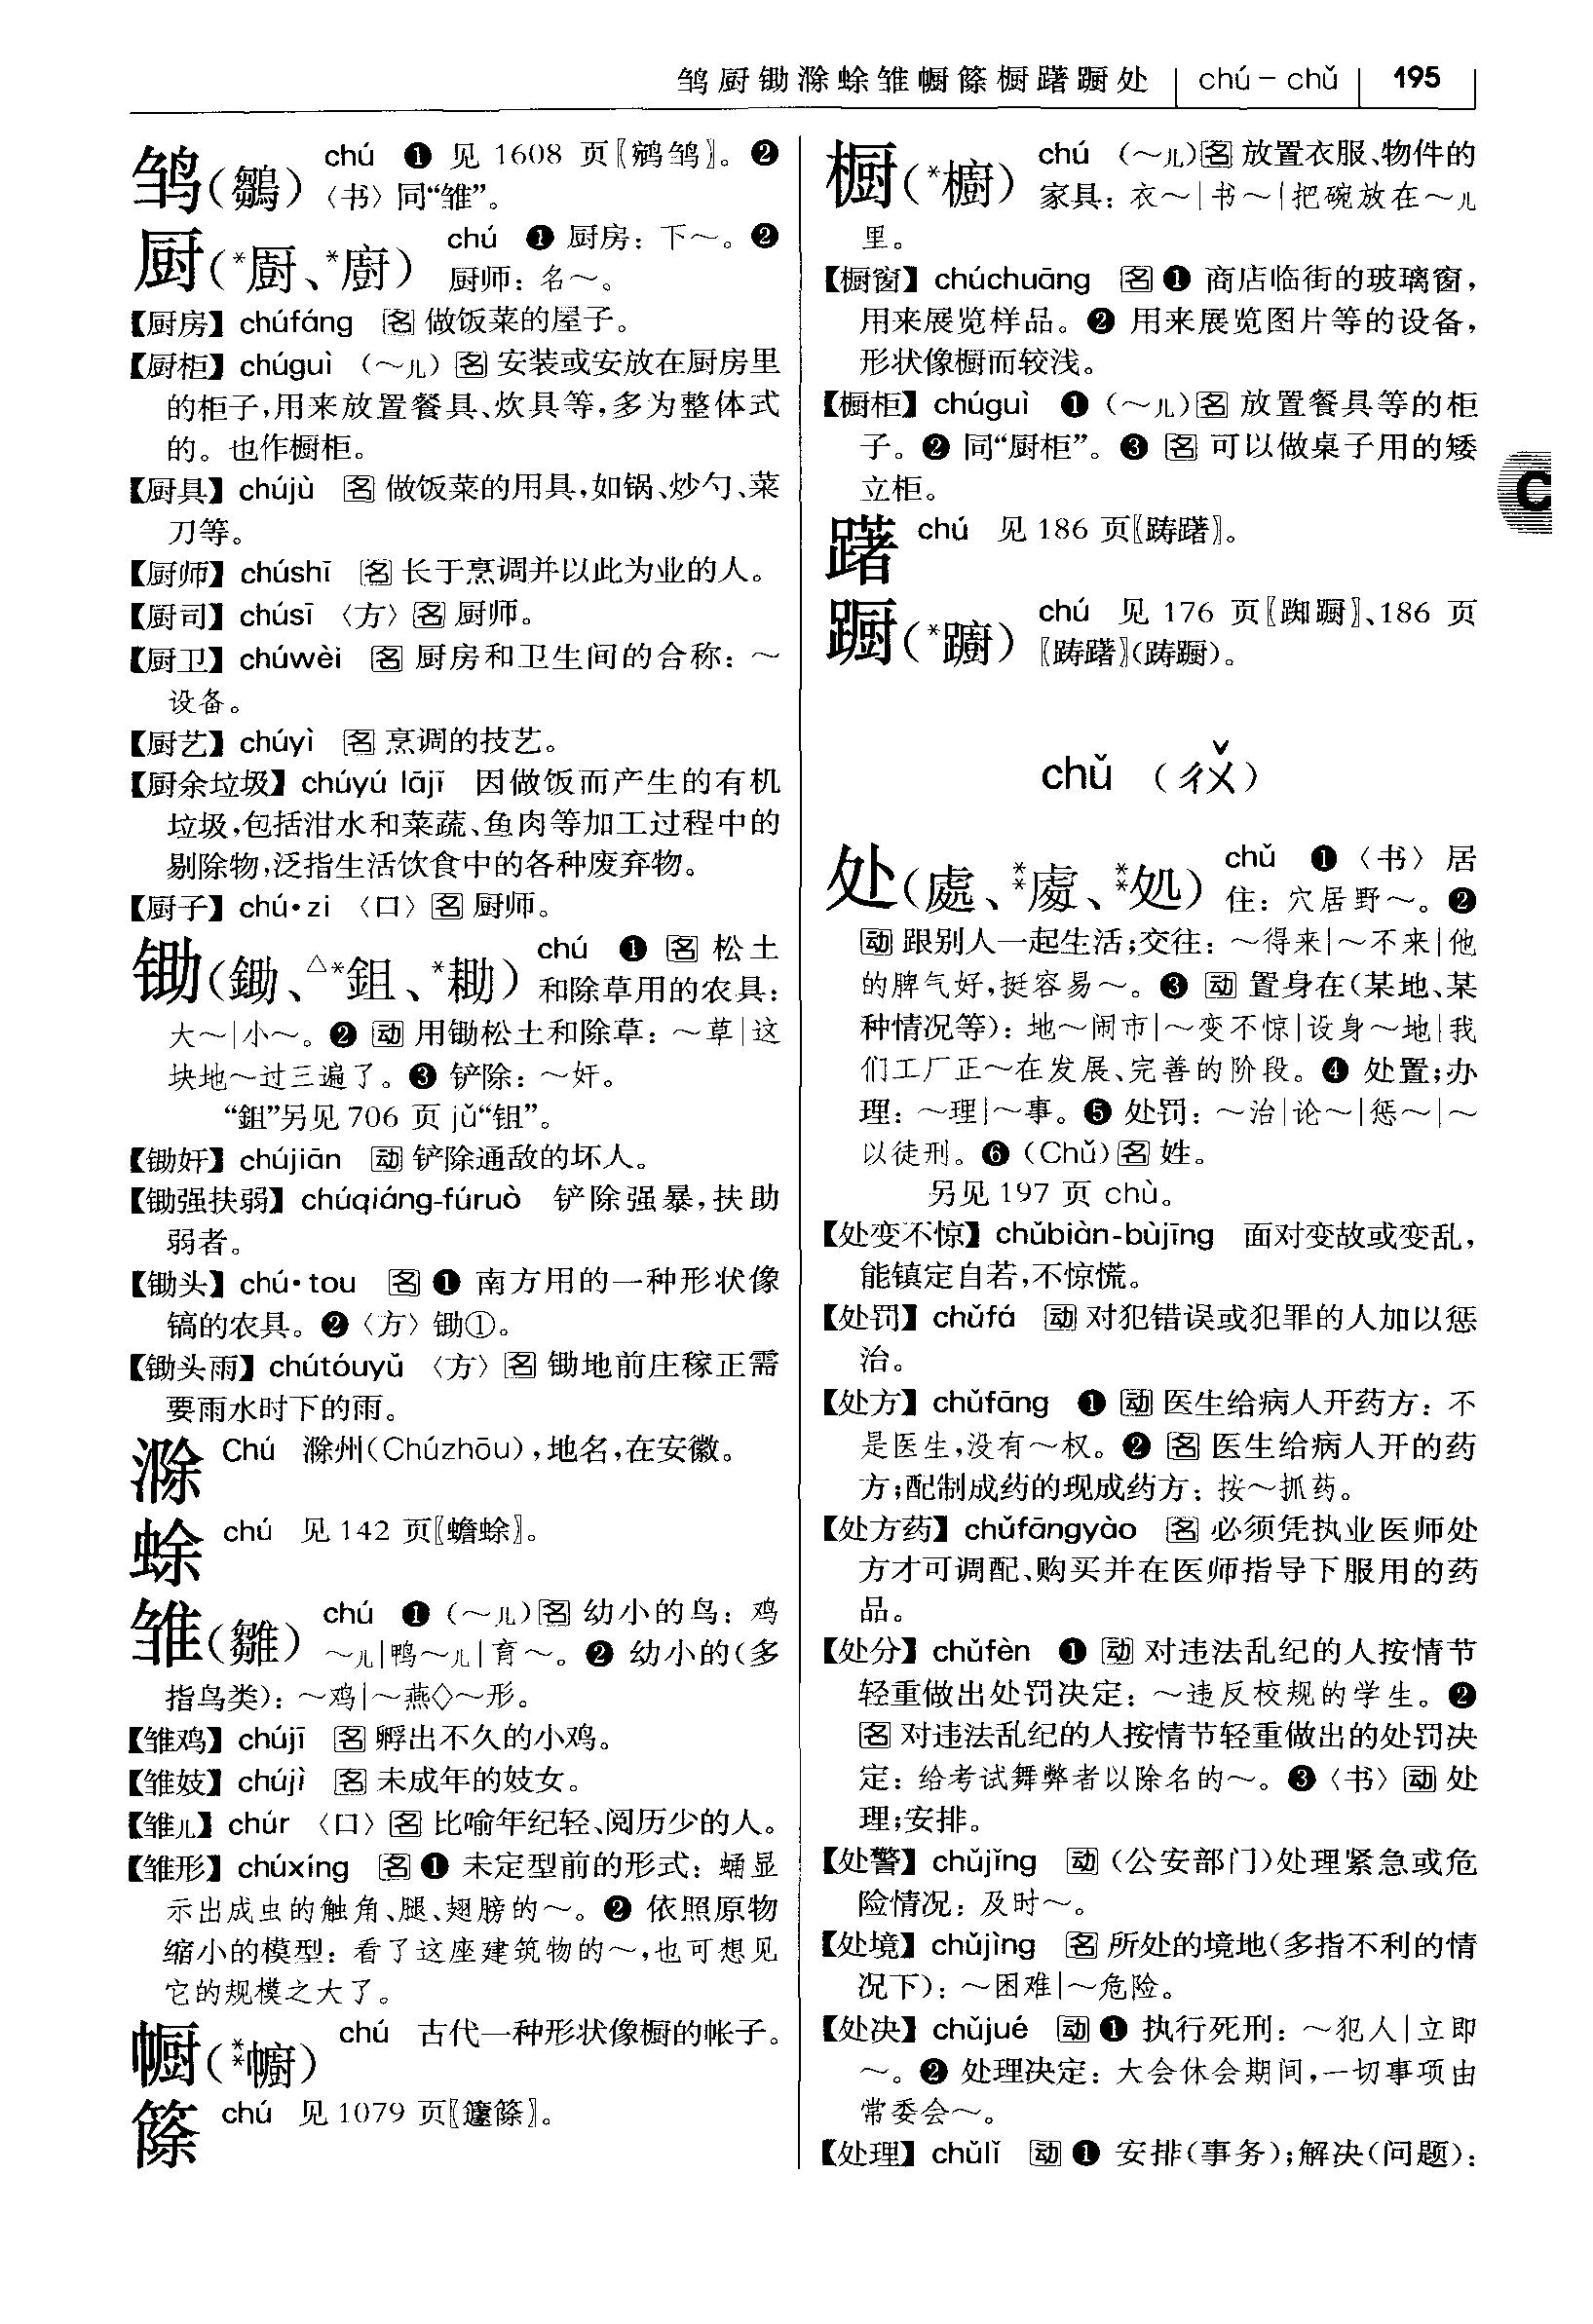 邹厨锄滁蜍雏㡡篨橱躇蹰处 chú－chǔ 195
(鶵) chú ❶ 见 1608 页〖鹓〗。❷
〈书〉同“雏”。
厨(*厨、*廚) chú ❶ 厨房：下～。❷
厨师：名～。
【厨房】chúfáng 名 做饭菜的屋子。
【厨柜】chúguì （～儿）名 安装或安放在厨房里
的柜子，用来放置餐具、炊具等，多为整体式
的。也作橱柜。
【厨具】chújù 名 做饭菜的用具，如锅、炒勺、菜
刀等。
【厨师】chúshī 名 长于烹调并以此为业的人。
【厨司】chúsī 〈方〉名 厨师。
【厨卫】chúwèi 名 厨房和卫生间的合称：～
设备。
【厨艺】chúyì 名 烹调的技艺。
【厨余垃圾】chúyú lājī 因做饭而产生的有机
垃圾，包括泔水和菜蔬、鱼肉等加工过程中的
剔除物，泛指生活饮食中的各种废弃物。
【厨子】chú·zi 〈口〉名 厨师。
锄(鋤、△*鉏、*耡) chú ❶ 名 松土
和除草用的农具：
大～|小～。❷ 动 用锄松土和除草：～草|这
块地～过三遍了。❸ 铲除：～奸。
“鉏”另见 706 页 jǔ“钼”。
【锄奸】chújiān 动 铲除通敌的坏人。
【锄强扶弱】chúqiáng-fúruò 铲除强暴，扶助
弱者。
【锄头】chú·tou 名 ❶ 南方用的一种形状像
镐的农具。❷〈方〉锄①。
【锄头雨】chútóuyǔ 〈方〉名 锄地前庄稼正需
要雨水时下的雨。
滁 Chú 滁州(Chúzhōu)，地名，在安徽。
蜍 chú 见 142 页〖蟾蜍〗。
雏(雛) chú ❶（～儿）名 幼小的鸟：鸡
～儿|鸭～儿|育～。❷ 幼小的（多
指鸟类）：～鸡|～燕◇～形。
【雏鸡】chújī 名 孵出不久的小鸡。
【雏妓】chújì 名 未成年的妓女。
【雏儿】chúr 〈口〉名 比喻年纪轻、阅历少的人。
【雏形】chúxíng 名 ❶ 未定型前的形式：蛹显
示出成虫的触角、腿、翅膀的～。❷ 依照原物
缩小的模型：看了这座建筑物的～，也可想见
它的规模之大了。
(**幮) chú 古代一种形状像橱的帐子。
篨 chú 见 1079 页〖籧篨〗。
橱(*櫥) chú （～儿）名 放置衣服、物件的
家具：衣～|书～|把碗放在～儿
里。
【橱窗】chúchuāng 名 ❶ 商店临街的玻璃窗，
用来展览样品。❷ 用来展览图片等的设备，
形状像橱而较浅。
【橱柜】chúguì ❶（～儿）名 放置餐具等的柜
子。❷ 同“厨柜”。❸ 名 可以做桌子用的矮
立柜。
躇 chú 见 186 页〖踌躇〗。
蹰(*躕) chú 见 176 页〖踟蹰〗、186 页
〖踌躇〗(踌蹰)。
chǔ （ㄔㄨˇ）
处(處、**䖏、**処) chǔ ❶〈书〉居
住：穴居野～。❷
动 跟别人一起生活；交往：～得来|～不来|他
的脾气好，挺容易～。❸ 动 置身在（某地、某
种情况等）：地～闹市|～变不惊|设身～地|我
们工厂正～在发展、完善的阶段。❹ 处置；办
理：～理|～事。❺ 处罚：～治|论～|惩～|～
以徒刑。❻（Chǔ）名 姓。
另见 197 页 chù。
【处变不惊】chǔbiàn-bùjīng 面对变故或变乱，
能镇定自若，不惊慌。
【处罚】chǔfá 动 对犯错误或犯罪的人加以惩
治。
【处方】chǔfāng ❶ 动 医生给病人开药方：不
是医生，没有～权。❷ 名 医生给病人开的药
方；配制成药的现成药方：按～抓药。
【处方药】chǔfāngyào 名 必须凭执业医师处
方才可调配、购买并在医师指导下服用的药
品。
【处分】chǔfèn ❶ 动 对违法乱纪的人按情节
轻重做出处罚决定：～违反校规的学生。❷
名 对违法乱纪的人按情节轻重做出的处罚决
定：给考试舞弊者以除名的～。❸〈书〉动 处
理；安排。
【处警】chǔjǐng 动（公安部门）处理紧急或危
险情况：及时～。
【处境】chǔjìng 名 所处的境地（多指不利的情
况下）：～困难|～危险。
【处决】chǔjué 动 ❶ 执行死刑：～犯人|立即
～。❷ 处理决定：大会休会期间，一切事项由
常委会～。
【处理】chǔlǐ 动 ❶ 安排（事务）；解决（问题）：
C